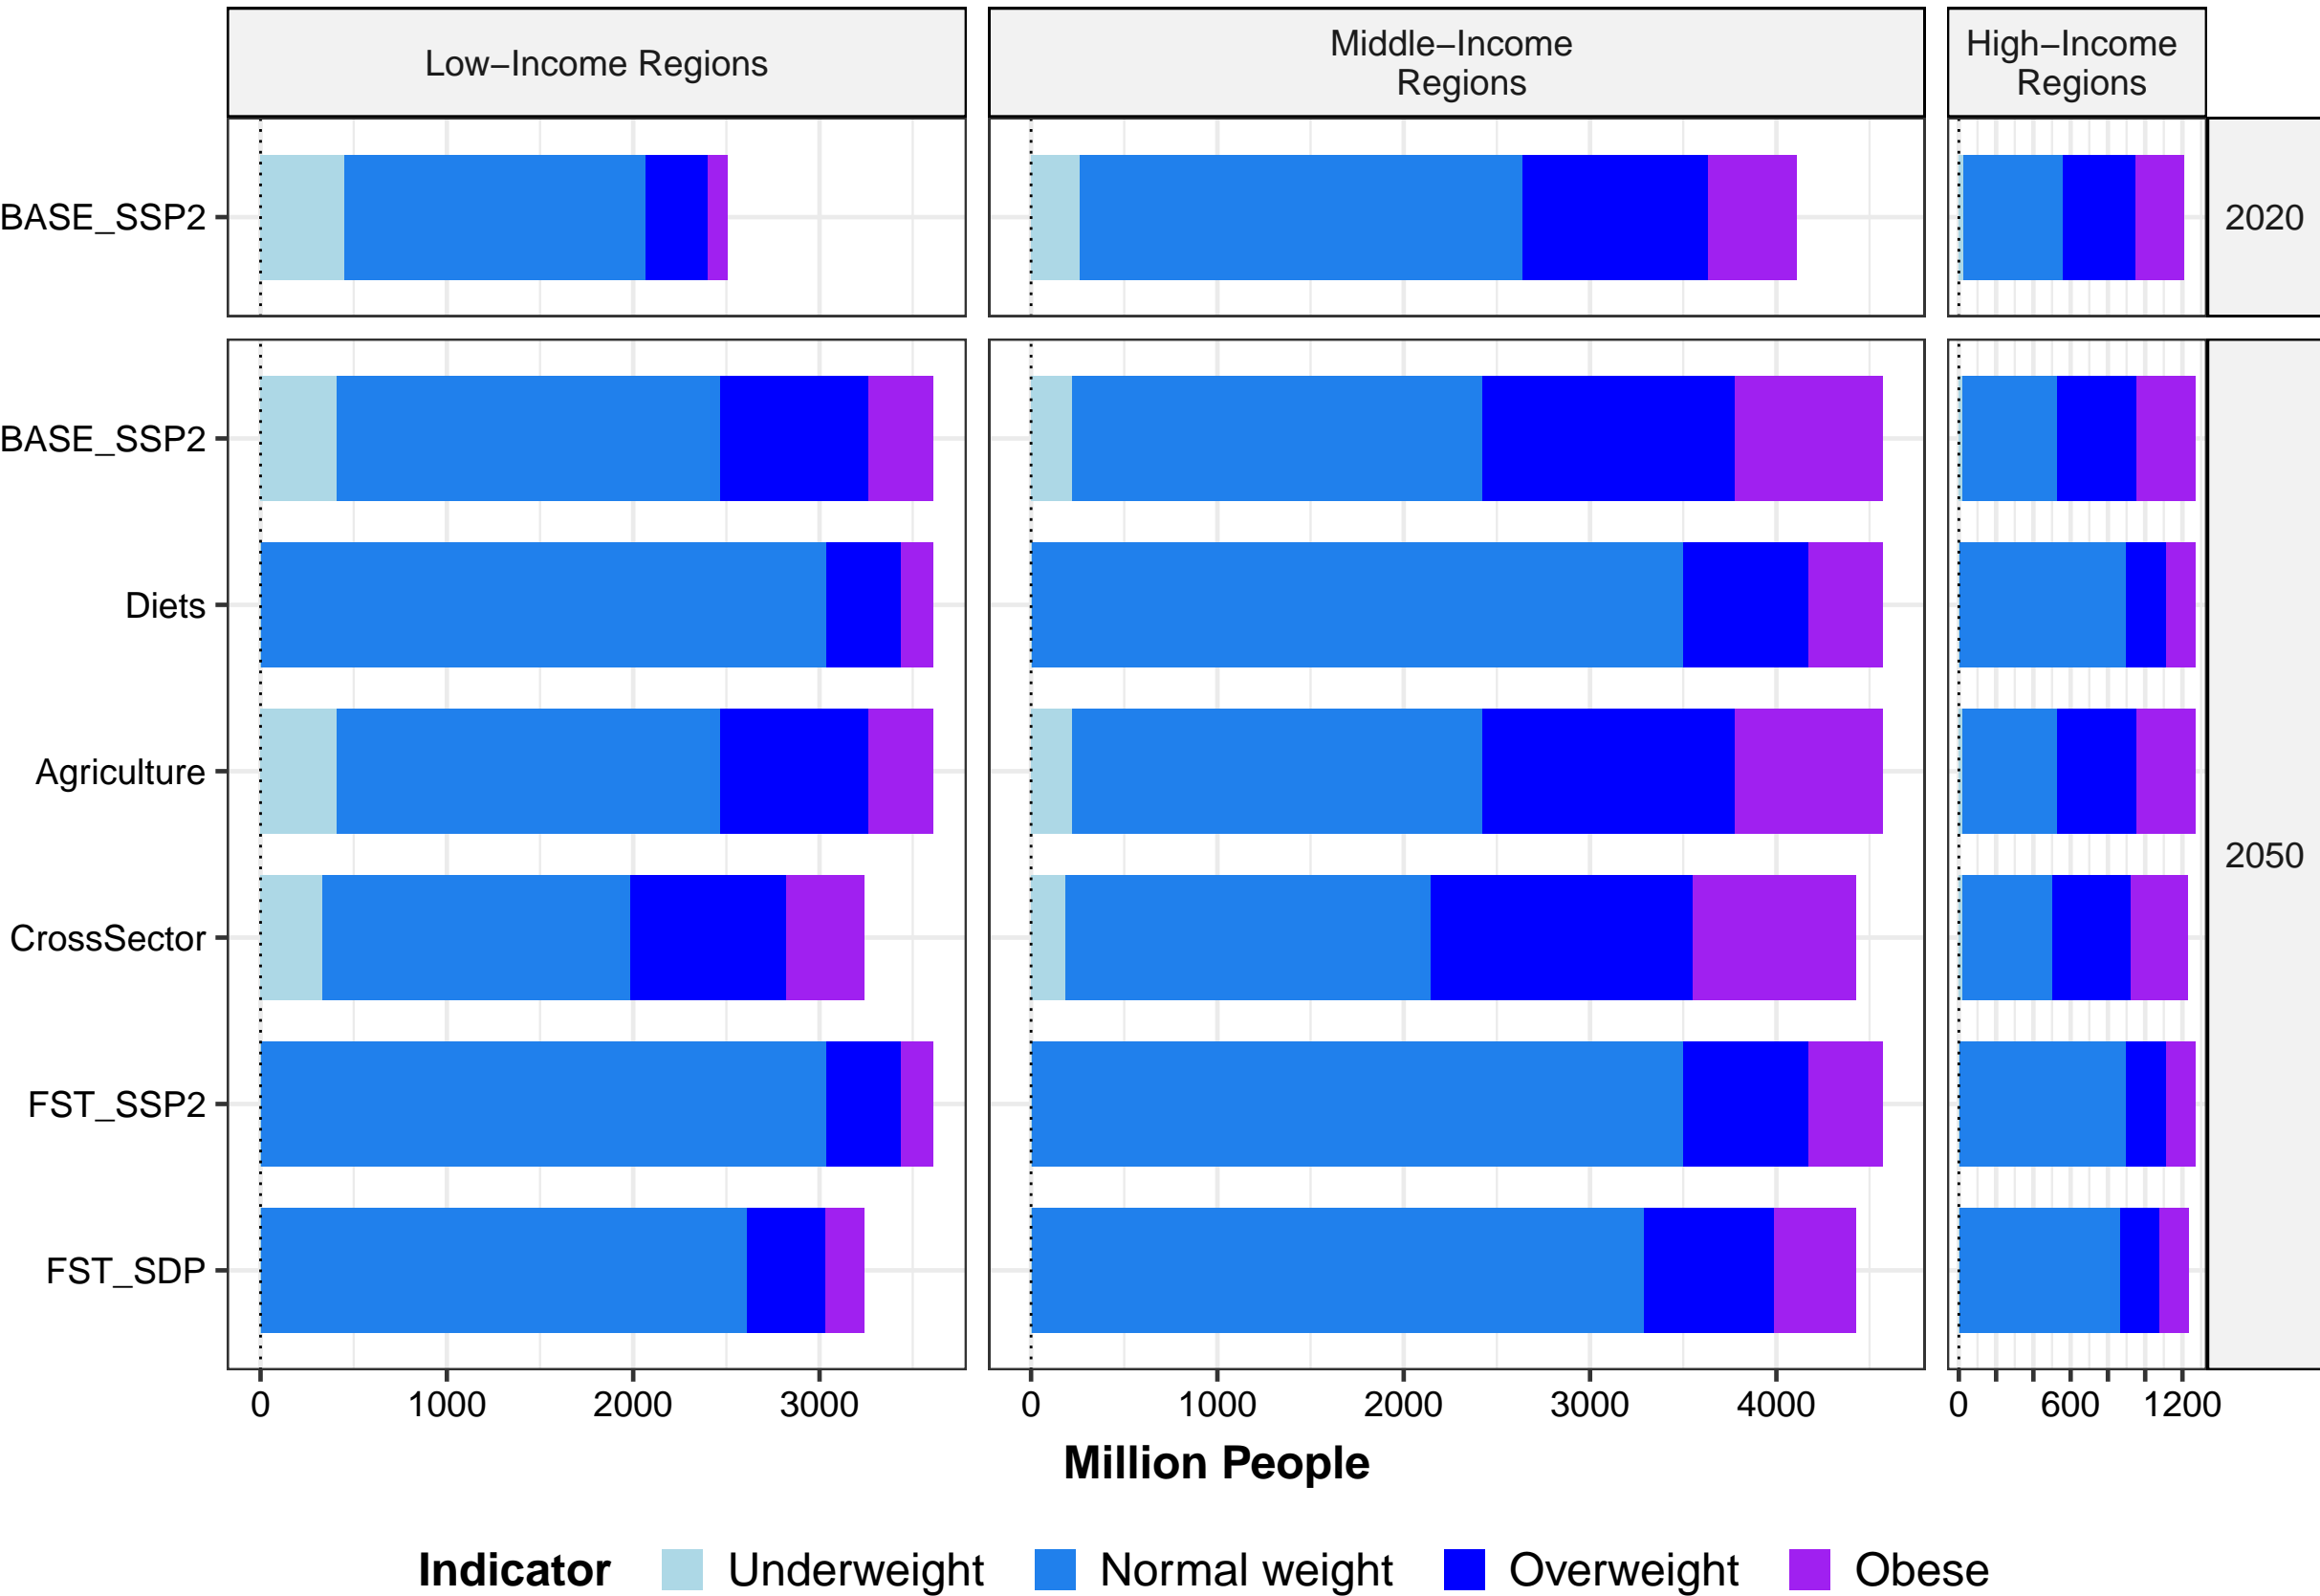 Low−Income Regions
Middle−Income
Regions
High−Income
Regions
BASE_SSP2
2020
BASE_SSP2
Diets
Agriculture
CrossSector
FST_SSP2
FST_SDP
2050
0 1000 2000 3000
0 1000 2000 3000 4000
0 600 1200
Million People
Indicator Underweight Normal weight Overweight Obese